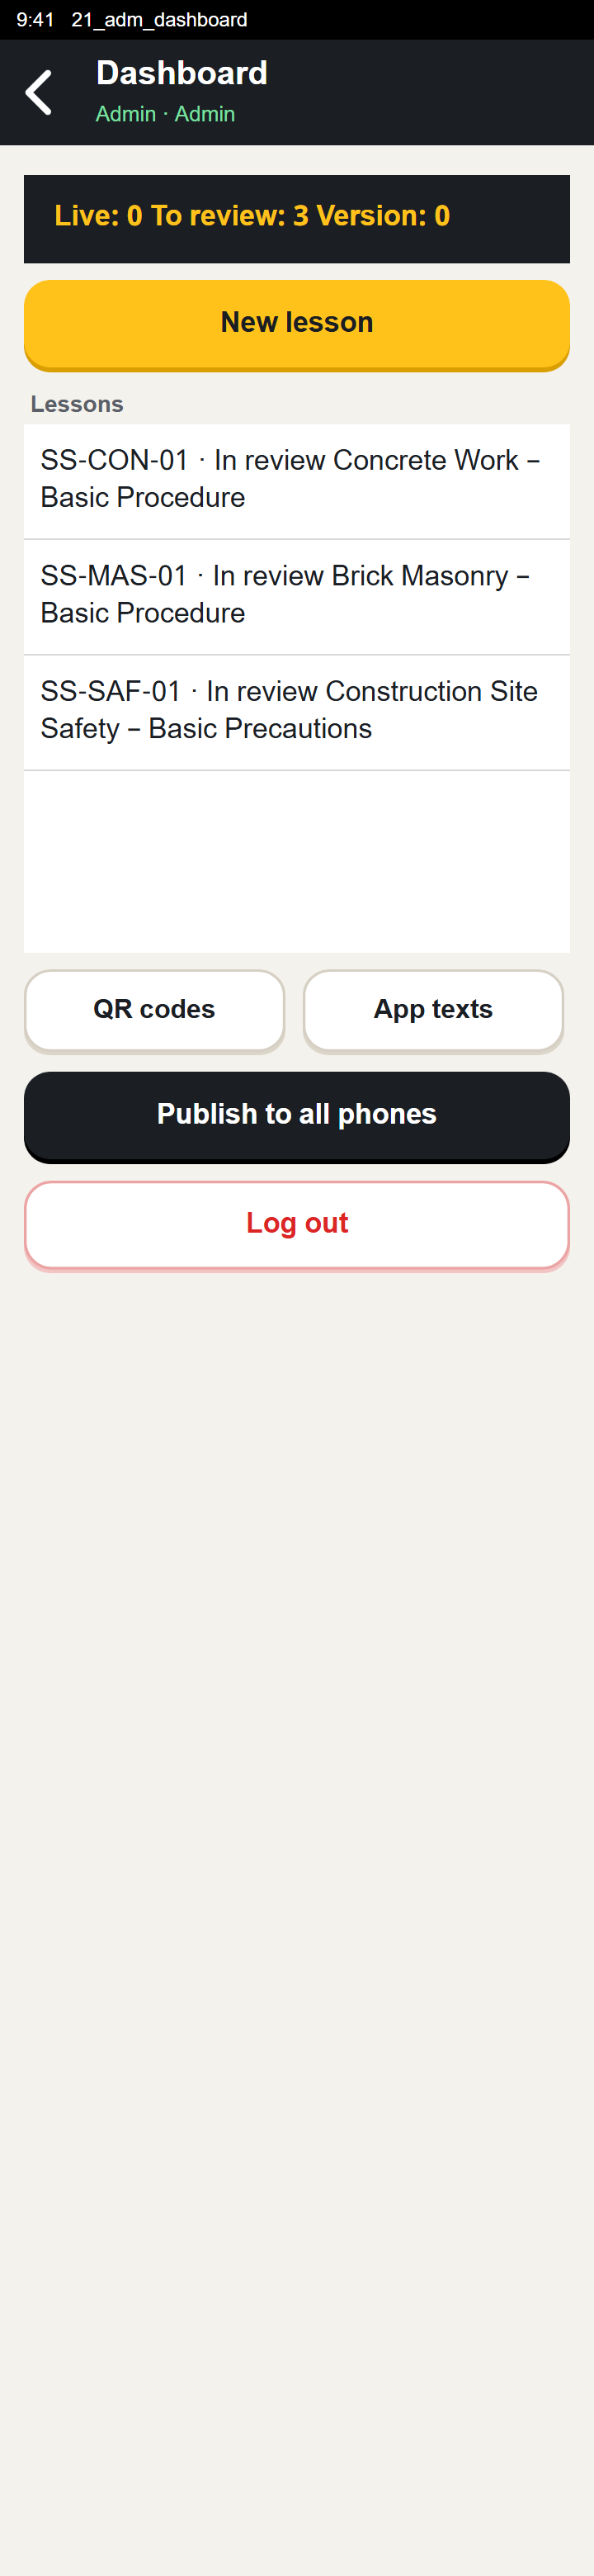 9:41 21_adm_dashboard
Dashboard
Admin · Admin
Live: 0 To review: 3 Version: 0
New lesson
Lessons
SS-CON-01 · In review Concrete Work –
Basic Procedure
SS-MAS-01 · In review Brick Masonry –
Basic Procedure
SS-SAF-01 · In review Construction Site
Safety – Basic Precautions
QR codes
App texts
Publish to all phones
Log out